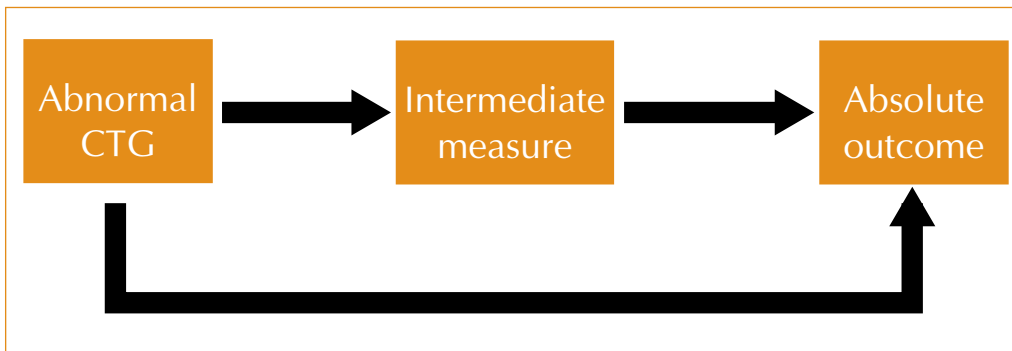 Abnormal
CTG
Intermediate
measure
Absolute
outcome